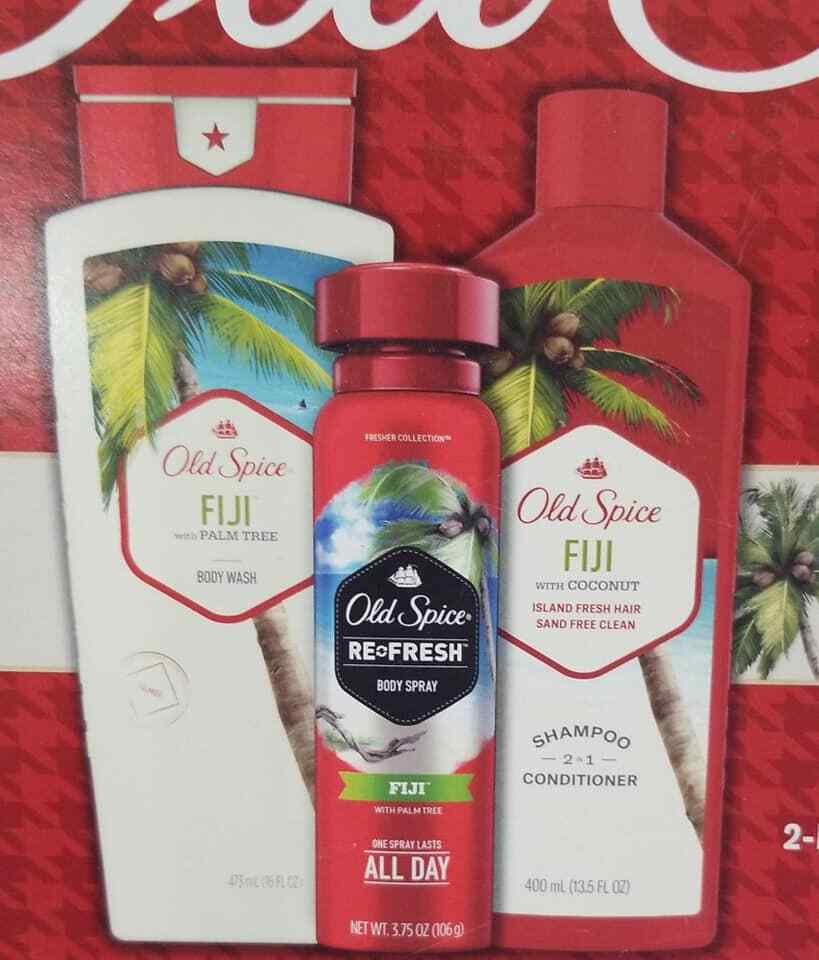 Old Spice
FIJI
with PALM TREE
BODY WASH
473 mL (16 FL OZ)
FRESHER COLLECTION™
Old Spice®
RE FRESH™
BODY SPRAY
FIJI™
WITH PALM TREE
ONE SPRAY LASTS
ALL DAY
NET WT. 3.75 OZ (106 g)
Old Spice
FIJI
WITH COCONUT
ISLAND FRESH HAIR
SAND FREE CLEAN
SHAMPOO
2 in 1
CONDITIONER
400 mL (13.5 FL OZ)